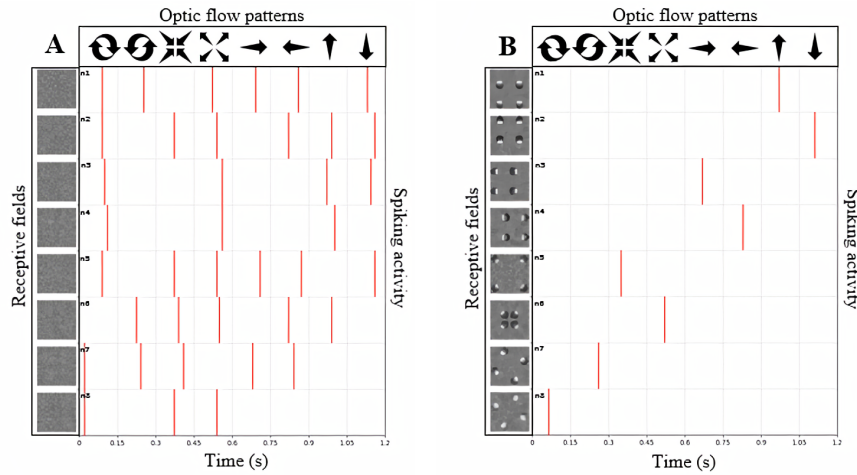 Optic flow patterns
A
Receptive fields
n1
n2
n3
n4
n5
n6
n7
n8
Spiking activity
0 0.15 0.3 0.45 0.6 0.75 0.9 1.05 1.2
Time (s)
Optic flow patterns
B
Receptive fields
n1
n2
n3
n4
n5
n6
n7
n8
Spiking activity
0 0.15 0.3 0.45 0.6 0.75 0.9 1.05 1.2
Time (s)